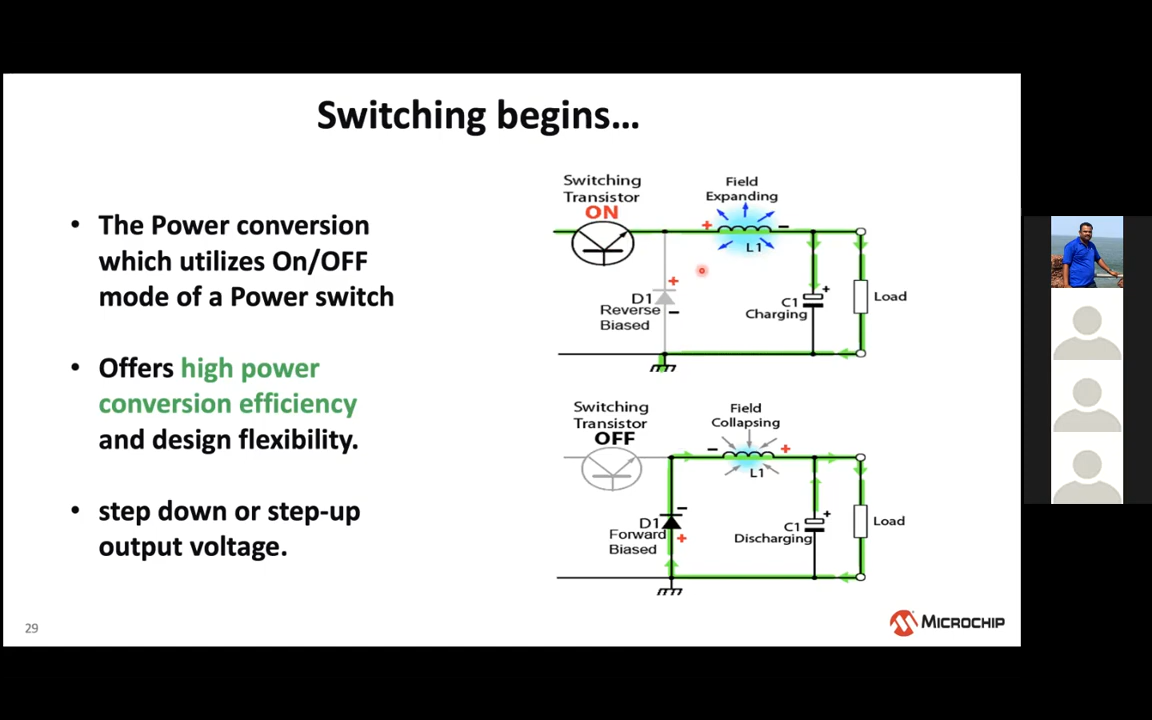 Switching begins...
• The Power conversion
which utilizes On/OFF
mode of a Power switch
• Offers high power
conversion efficiency
and design flexibility.
• step down or step-up
output voltage.
Switching
Transistor
ON
Field
Expanding
+
-
L1
+
D1
Reverse
Biased
-
C1
+
Charging
Load
Switching
Transistor
OFF
Field
Collapsing
-
+
L1
-
D1
Forward
Biased
+
C1
+
Discharging
Load
29
MICROCHIP